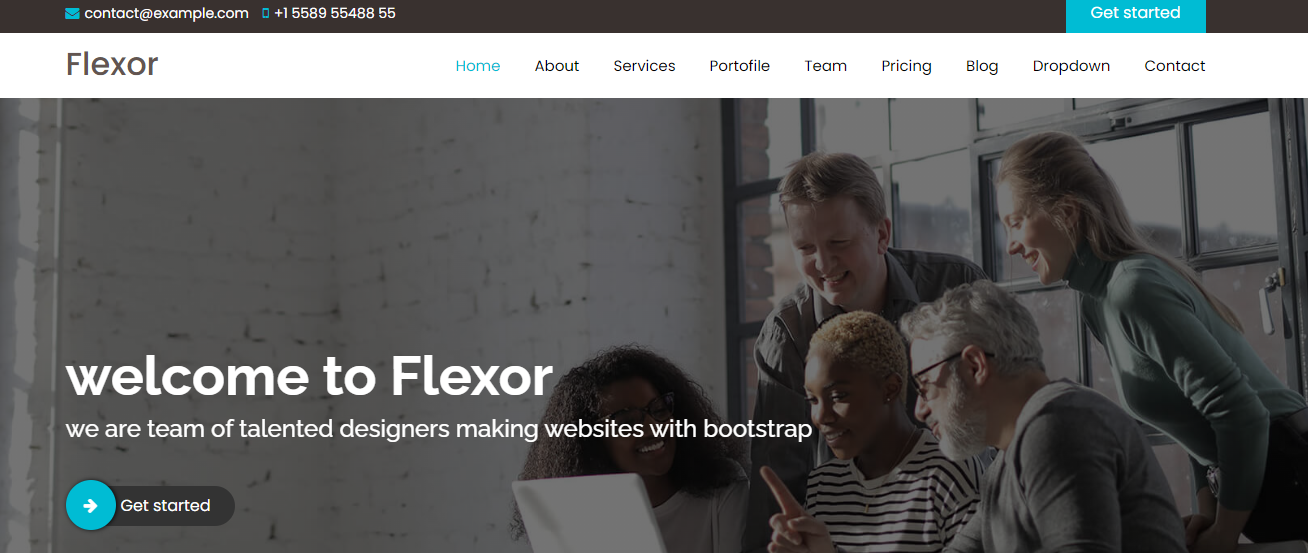 contact@example.com +1 5589 55488 55 Get started
Flexor Home About Services Portofile Team Pricing Blog Dropdown Contact
welcome to Flexor
we are team of talented designers making websites with bootstrap
Get started